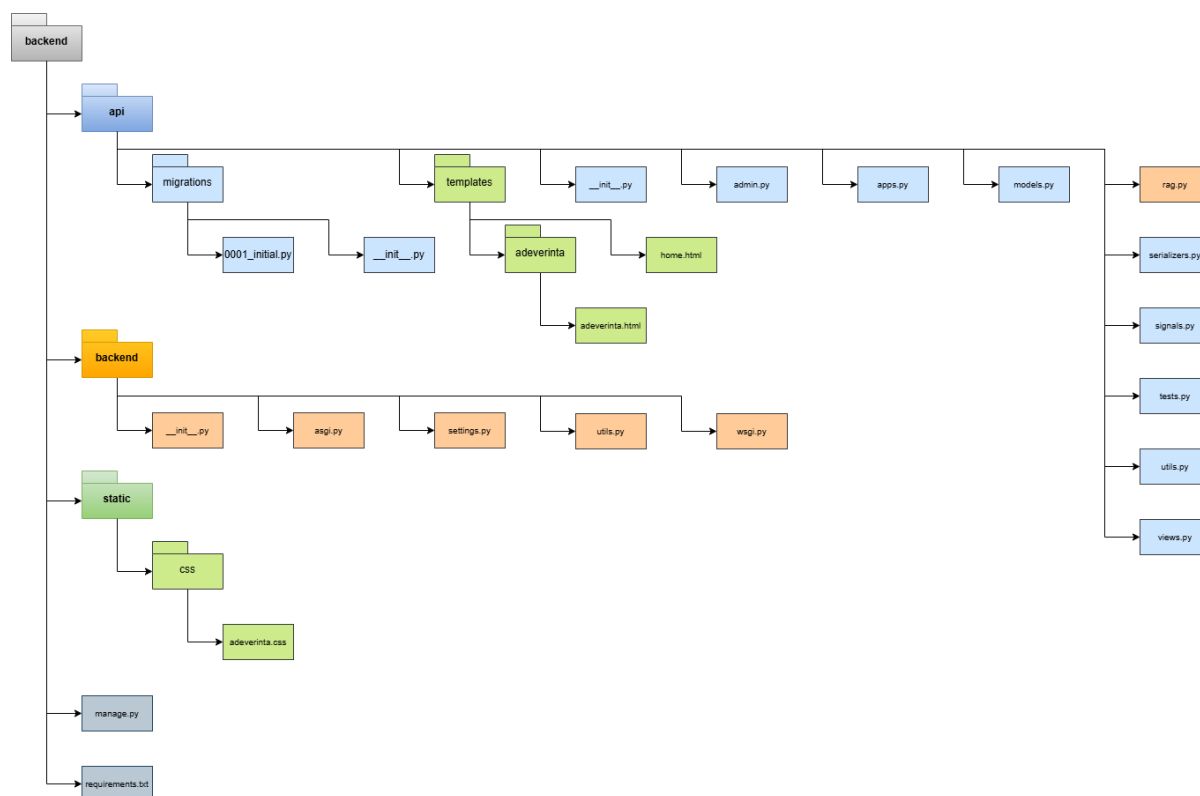 backend
api
migrations
templates
__init__.py
admin.py
apps.py
models.py
rag.py
0001_initial.py
__init__.py
adeverinta
home.html
serializers.py
adeverinta.html
signals.py
backend
tests.py
__init__.py
asgi.py
settings.py
utils.py
wsgi.py
utils.py
static
views.py
css
adeverinta.css
manage.py
requirements.txt